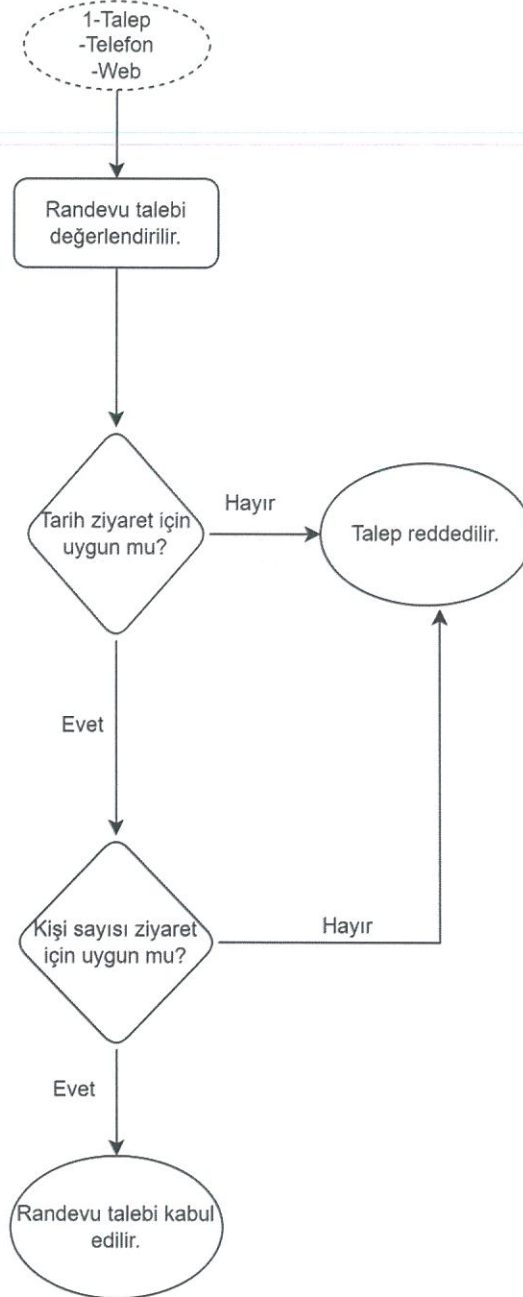 1-Talep
-Telefon
-Web
Randevu talebi
değerlendirilir.
Tarih ziyaret için
uygun mu?
Hayır
Talep reddedilir.
Evet
Kişi sayısı ziyaret
için uygun mu?
Hayır
Evet
Randevu talebi kabul
edilir.